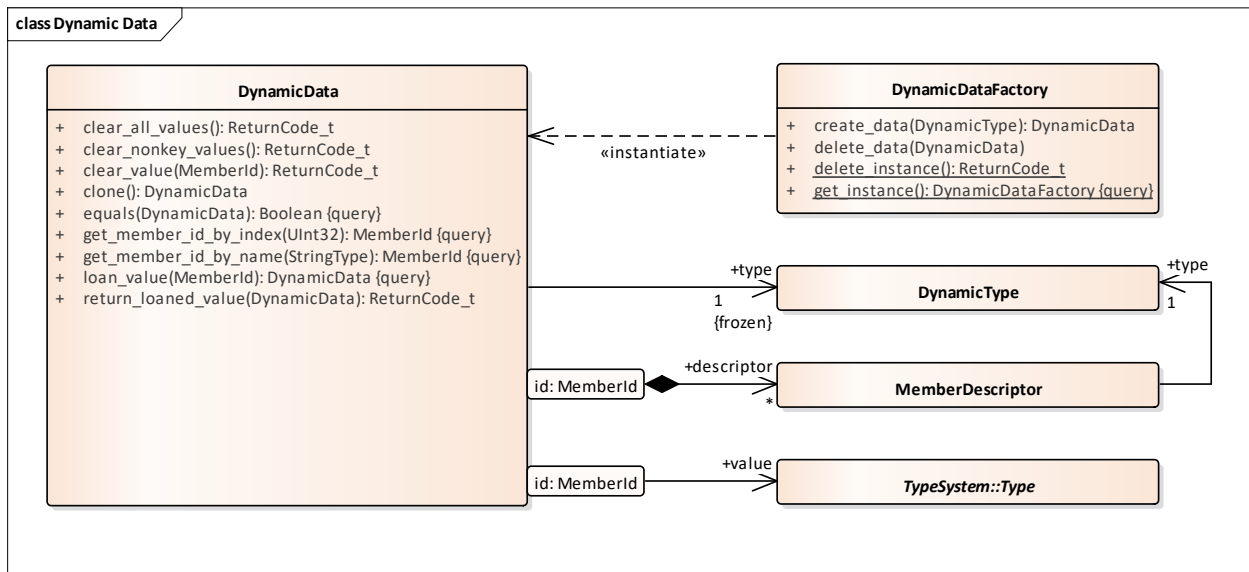 class Dynamic Data
DynamicData
+ clear_all_values(): ReturnCode_t
+ clear_nonkey_values(): ReturnCode_t
+ clear_value(MemberId): ReturnCode_t
+ clone(): DynamicData
+ equals(DynamicData): Boolean {query}
+ get_member_id_by_index(UInt32): MemberId {query}
+ get_member_id_by_name(StringType): MemberId {query}
+ loan_value(MemberId): DynamicData {query}
+ return_loaned_value(DynamicData): ReturnCode_t
DynamicDataFactory
+ create_data(DynamicType): DynamicData
+ delete_data(DynamicData)
+ delete_instance(): ReturnCode_t
+ get_instance(): DynamicDataFactory {query}
«instantiate»
+type
1
{frozen}
DynamicType
+type
1
id: MemberId
+descriptor
*
MemberDescriptor
id: MemberId
+value
TypeSystem::Type